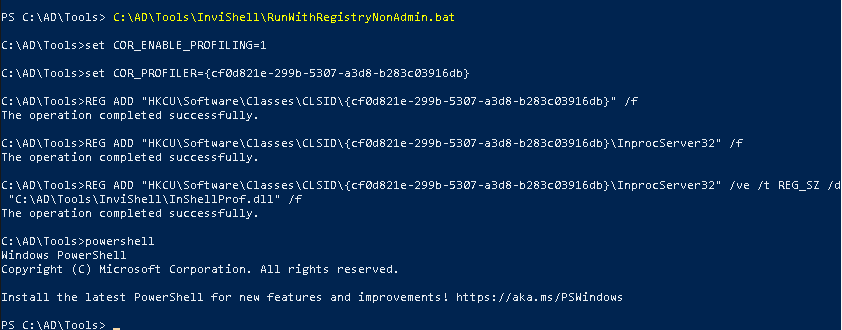 PS C:\AD\Tools> C:\AD\Tools\InviShell\RunWithRegistryNonAdmin.bat
C:\AD\Tools>set COR_ENABLE_PROFILING=1
C:\AD\Tools>set COR_PROFILER={cf0d821e-299b-5307-a3d8-b283c03916db}
C:\AD\Tools>REG ADD "HKCU\Software\Classes\CLSID\{cf0d821e-299b-5307-a3d8-b283c03916db}" /f
The operation completed successfully.
C:\AD\Tools>REG ADD "HKCU\Software\Classes\CLSID\{cf0d821e-299b-5307-a3d8-b283c03916db}\InprocServer32" /f
The operation completed successfully.
C:\AD\Tools>REG ADD "HKCU\Software\Classes\CLSID\{cf0d821e-299b-5307-a3d8-b283c03916db}\InprocServer32" /ve /t REG_SZ /d
"C:\AD\Tools\InviShell\InShellProf.dll" /f
The operation completed successfully.
C:\AD\Tools>powershell
Windows PowerShell
Copyright (C) Microsoft Corporation. All rights reserved.
Install the latest PowerShell for new features and improvements! https://aka.ms/PSWindows
PS C:\AD\Tools> _